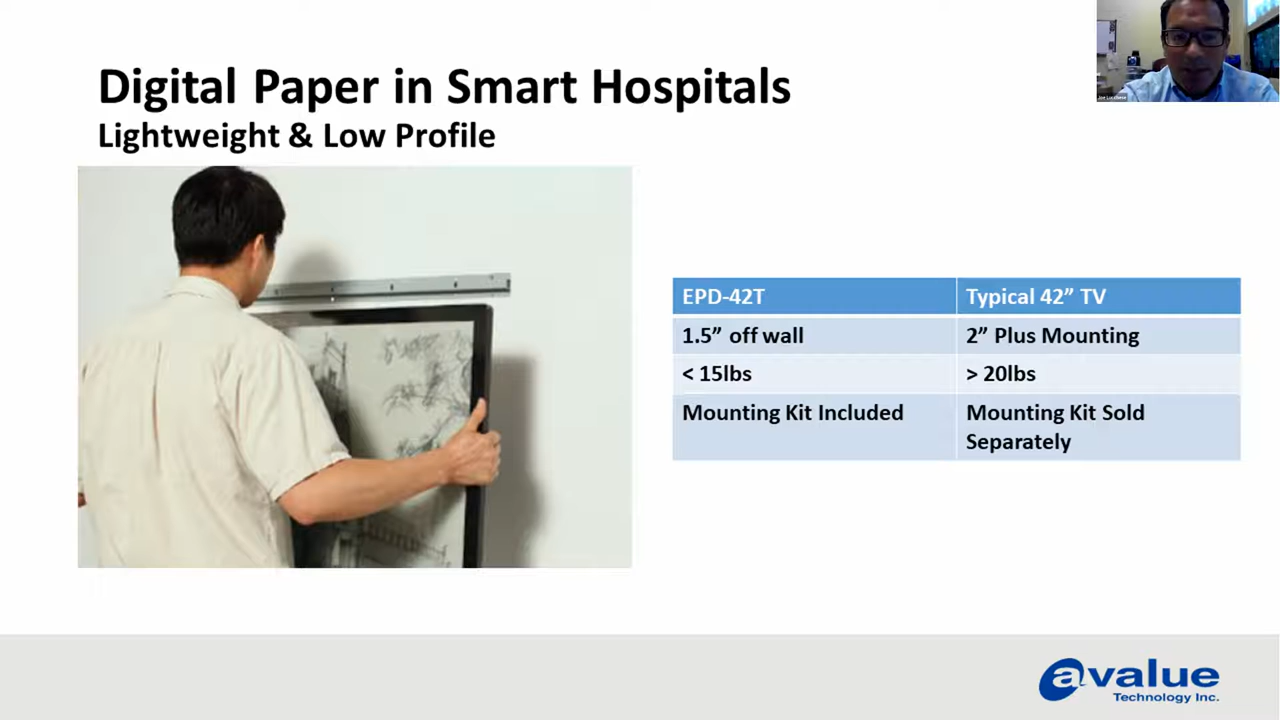 Digital Paper in Smart Hospitals
Lightweight & Low Profile
EPD-42T
Typical 42” TV
1.5” off wall
2” Plus Mounting
< 15lbs
> 20lbs
Mounting Kit Included
Mounting Kit Sold
Separately
avalue
Technology Inc.